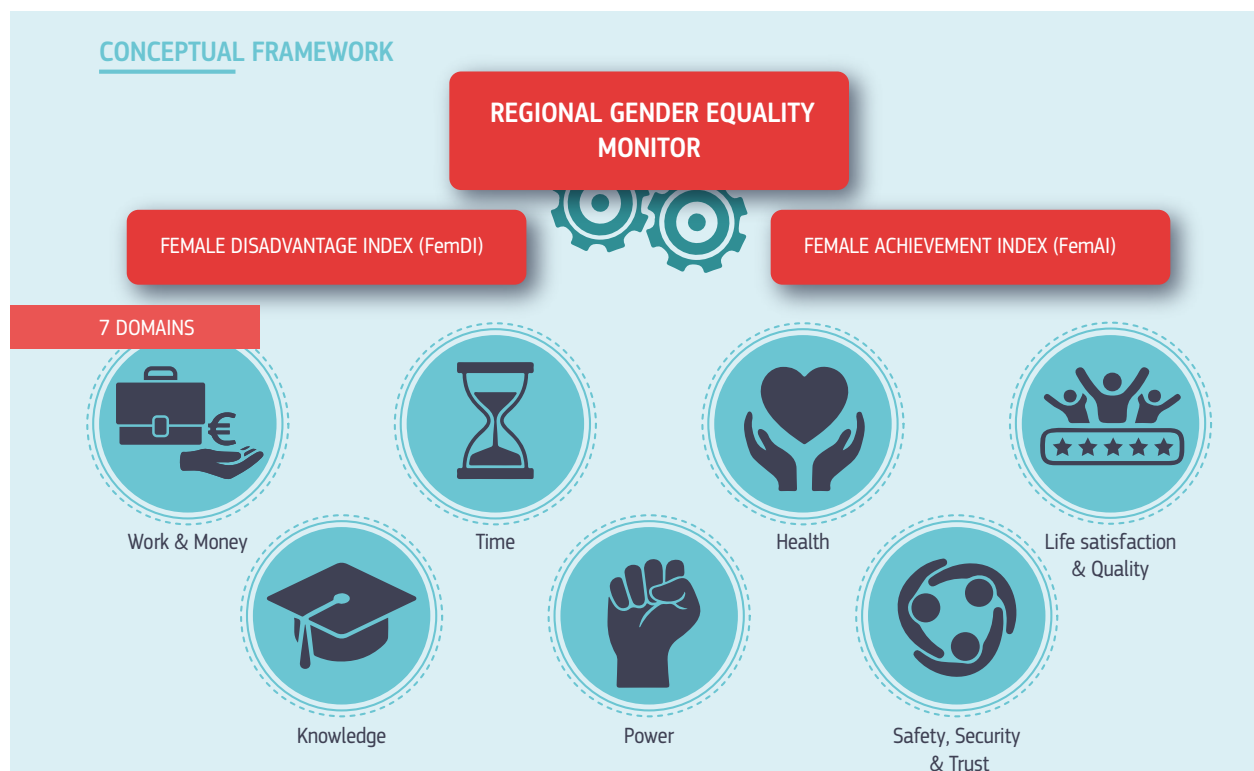 CONCEPTUAL FRAMEWORK
REGIONAL GENDER EQUALITY
MONITOR
FEMALE DISADVANTAGE INDEX (FemDI)
FEMALE ACHIEVEMENT INDEX (FemAI)
7 DOMAINS
€
Work & Money
Time
Health
Life satisfaction
& Quality
Knowledge
Power
Safety, Security
& Trust